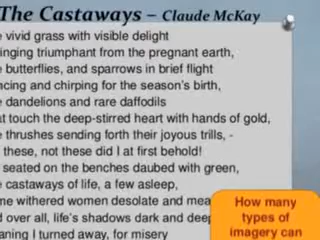 The Castaways – Claude McKay
vivid grass with visible delight
inging triumphant from the pregnant earth,
butterflies, and sparrows in brief flight
ncing and chirping for the season's birth,
dandelions and rare daffodils
t touch the deep-stirred heart with hands of gold,
thrushes sending forth their joyous trills, -
these, not these did I at first behold!
seated on the benches daubed with green,
castaways of life, a few asleep,
me withered women desolate and mea
over all, life's shadows dark and deep
aning I turned away, for misery
How many
types of
imagery can